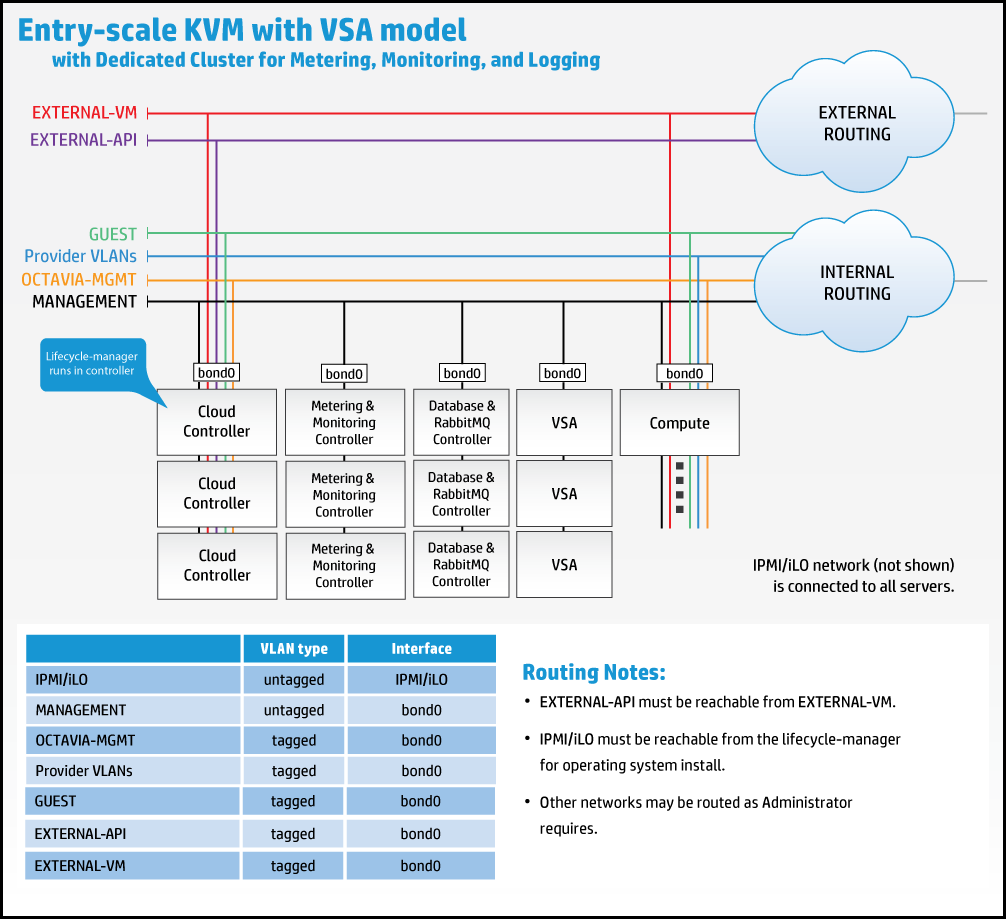 Entry-scale KVM with VSA model
with Dedicated Cluster for Metering, Monitoring, and Logging
EXTERNAL-VM
EXTERNAL-API
EXTERNAL
ROUTING
GUEST
Provider VLANs
OCTAVIA-MGMT
MANAGEMENT
INTERNAL
ROUTING
Lifecycle-manager
runs in controller
bond0
bond0
bond0
bond0
bond0
Cloud
Controller
Metering &
Monitoring
Controller
Database &
RabbitMQ
Controller
VSA
Compute
Cloud
Controller
Metering &
Monitoring
Controller
Database &
RabbitMQ
Controller
VSA
Cloud
Controller
Metering &
Monitoring
Controller
Database &
RabbitMQ
Controller
VSA
IPMI/iLO network (not shown)
is connected to all servers.
VLAN type Interface
IPMI/iLO untagged IPMI/iLO
MANAGEMENT untagged bond0
OCTAVIA-MGMT tagged bond0
Provider VLANs tagged bond0
GUEST tagged bond0
EXTERNAL-API tagged bond0
EXTERNAL-VM tagged bond0
Routing Notes:
• EXTERNAL-API must be reachable from EXTERNAL-VM.
• IPMI/iLO must be reachable from the lifecycle-manager
for operating system install.
• Other networks may be routed as Administrator
requires.